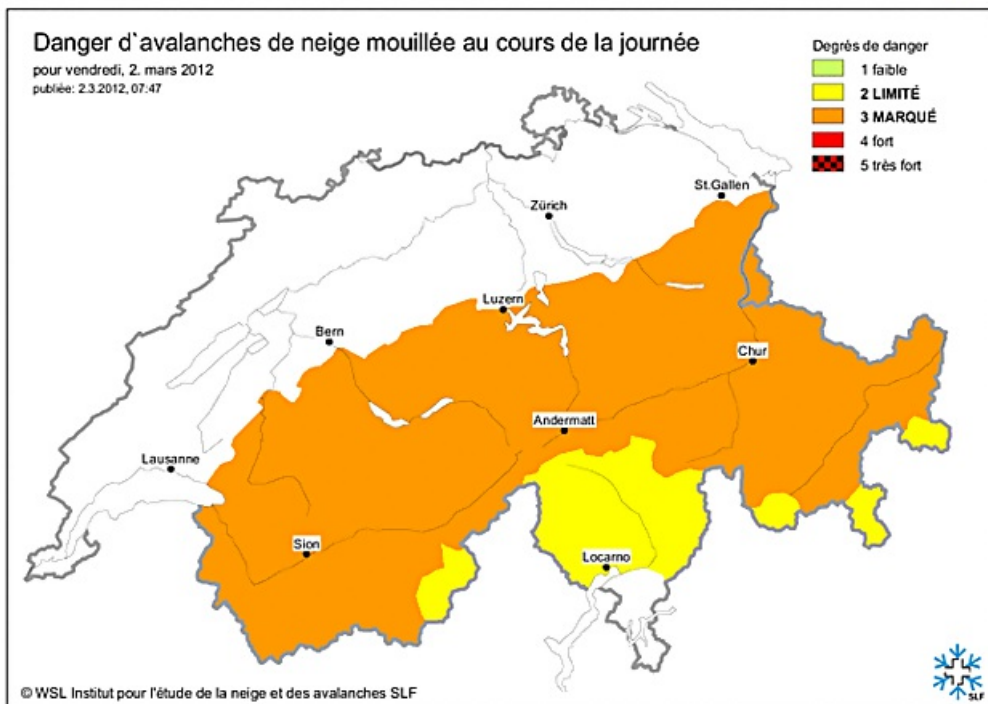 Danger d`avalanches de neige mouillée au cours de la journée
pour vendredi, 2. mars 2012
publiée: 2.3.2012, 07:47
Degrés de danger
1 faible
2 LIMITÉ
3 MARQUÉ
4 fort
5 très fort
St.Gallen
Zürich
Luzern
Bern
Chur
Andermatt
Lausanne
Sion
Locarno
© WSL Institut pour l'étude de la neige et des avalanches SLF
SLF